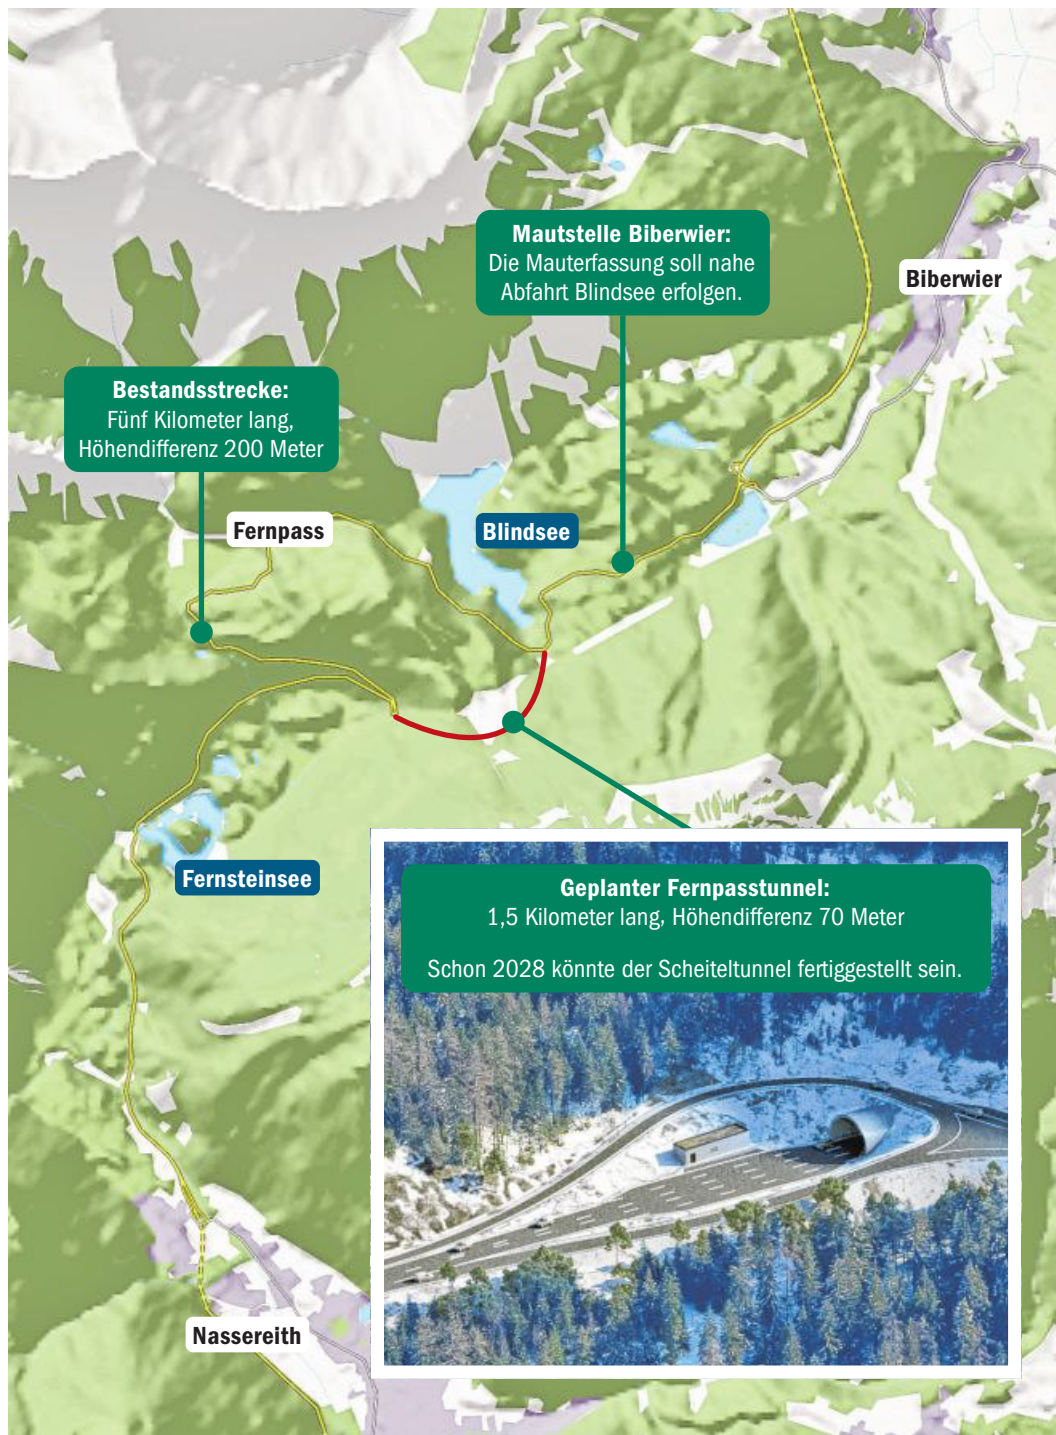 Mautstelle Biberwier:
Die Mauterfassung soll nahe
Abfahrt Blindsee erfolgen.
Biberwier
Bestandsstrecke:
Fünf Kilometer lang,
Höhendifferenz 200 Meter
Fernpass
Blindsee
Fernsteinsee
Geplanter Fernpasstunnel:
1,5 Kilometer lang, Höhendifferenz 70 Meter
Schon 2028 könnte der Scheiteltunnel fertiggestellt sein.
Nassereith